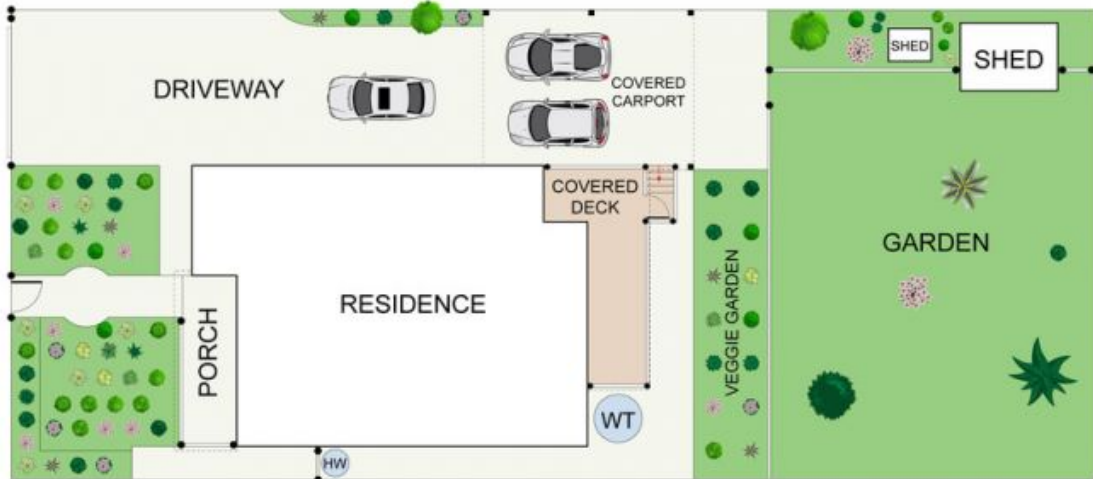 DRIVEWAY
COVERED
CARPORT
SHED
SHED
COVERED
DECK
GARDEN
RESIDENCE
PORCH
VEGGIE GARDEN
WT
HW